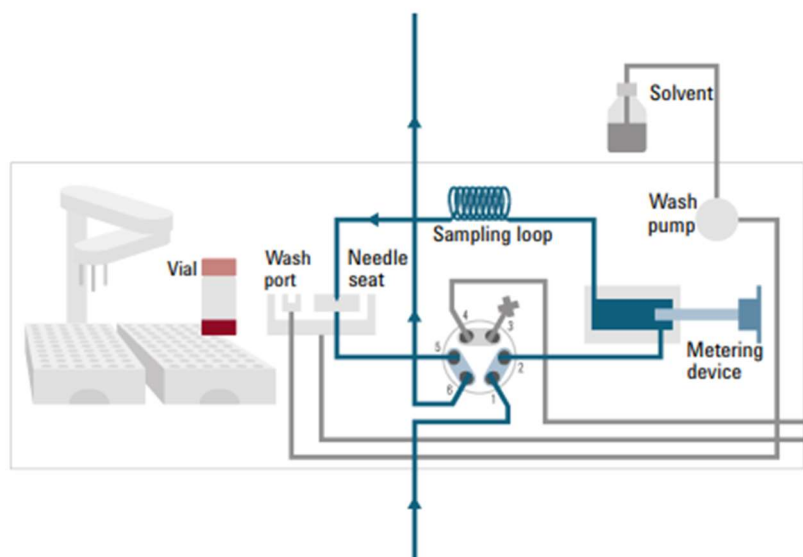 Solvent
Wash
pump
Sampling loop
Vial
Wash
port
Needle
seat
4
3
5
2
6
1
Metering
device